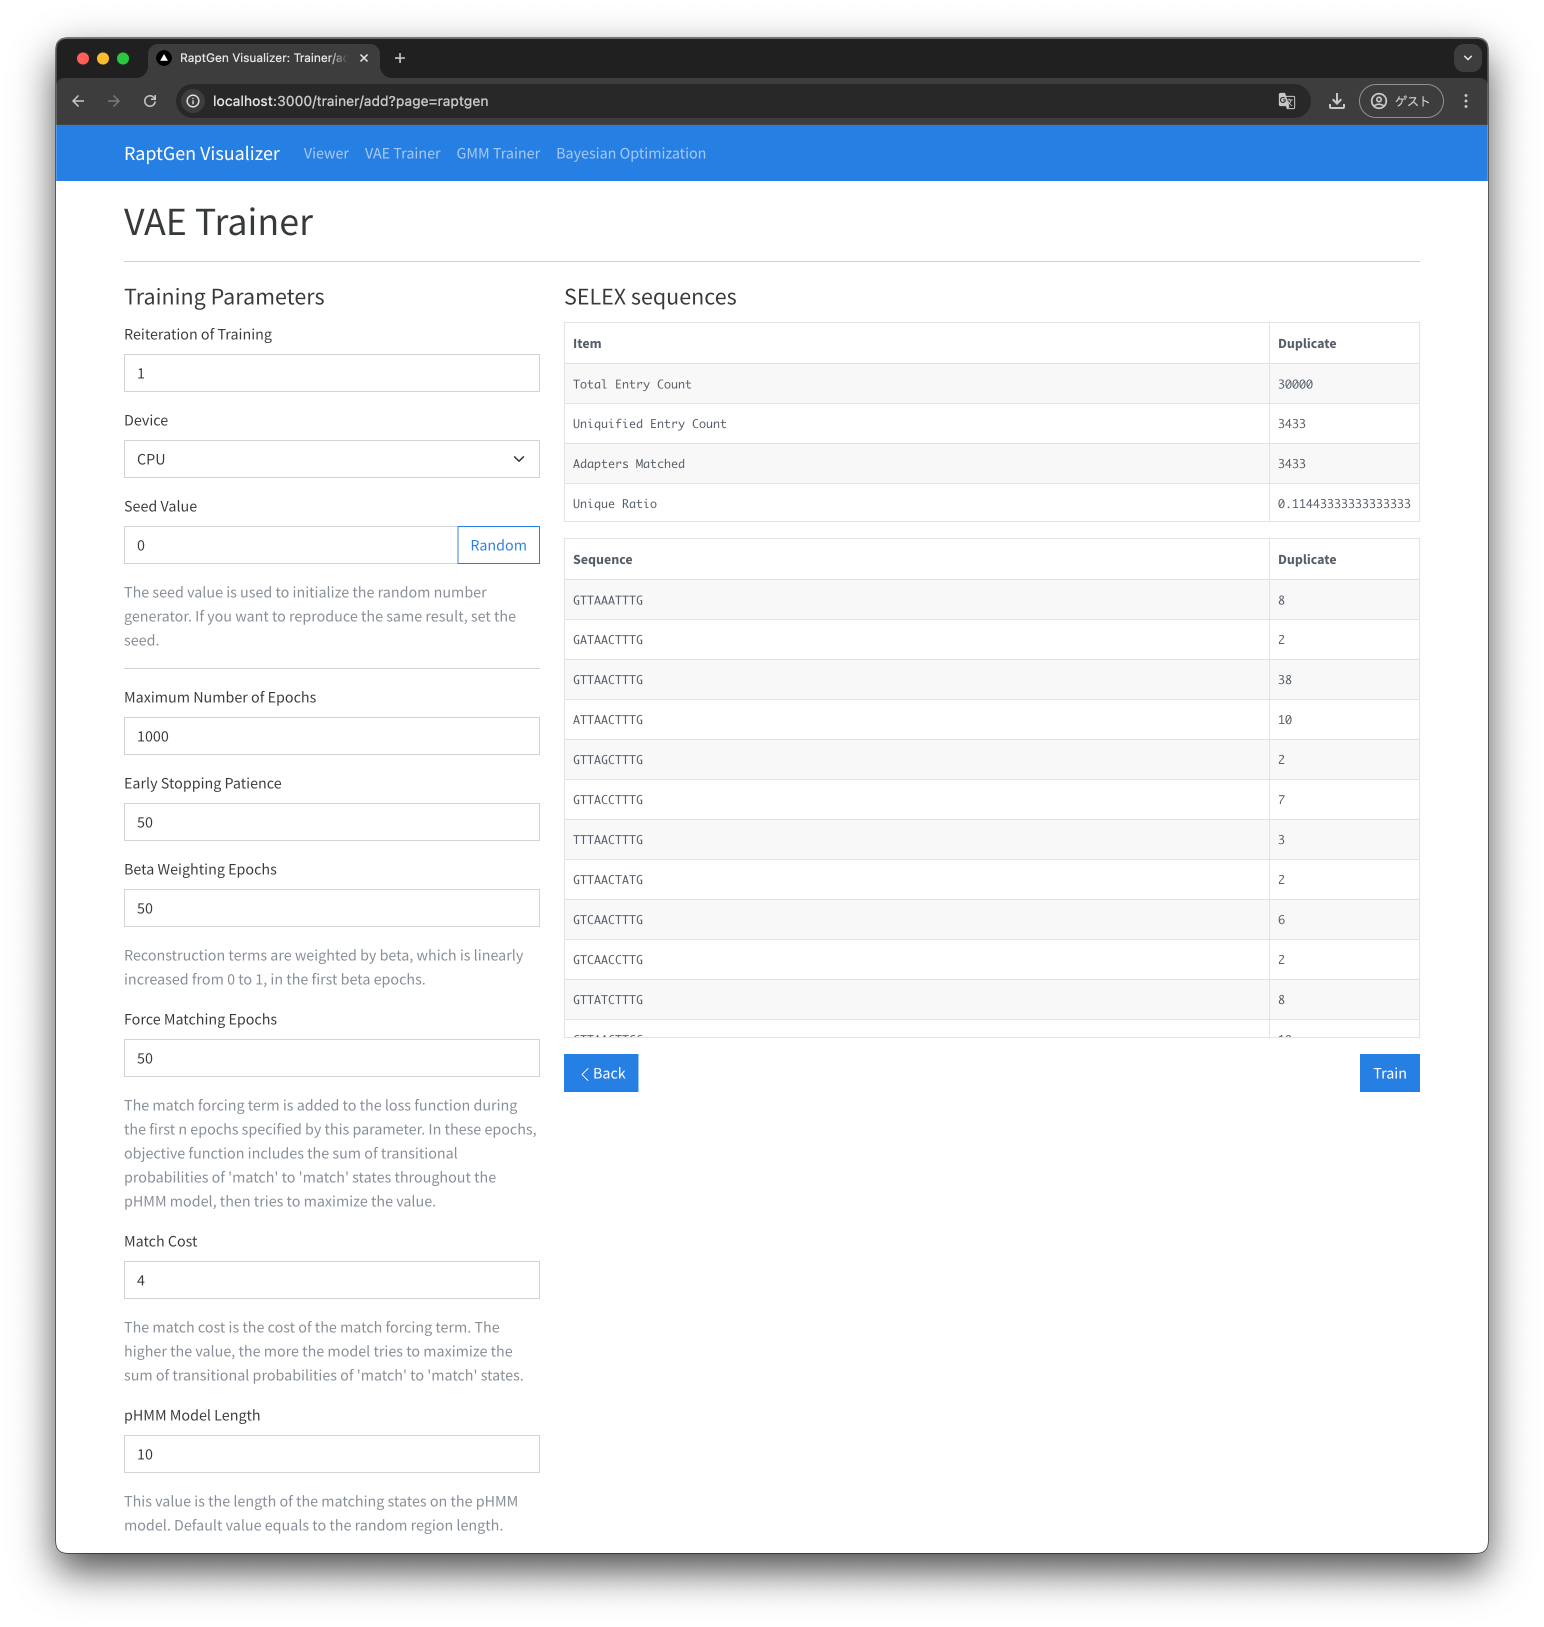 RaptGen Visualizer: Trainer/a
localhost:3000/trainer/add?page=raptgen
ゲスト
RaptGen Visualizer Viewer VAE Trainer GMM Trainer Bayesian Optimization
VAE Trainer
Training Parameters
Reiteration of Training
1
Device
CPU
Seed Value
0 Random
The seed value is used to initialize the random number
generator. If you want to reproduce the same result, set the
seed.
Maximum Number of Epochs
1000
Early Stopping Patience
50
Beta Weighting Epochs
50
Reconstruction terms are weighted by beta, which is linearly
increased from 0 to 1, in the first beta epochs.
Force Matching Epochs
50
The match forcing term is added to the loss function during
the first n epochs specified by this parameter. In these epochs,
objective function includes the sum of transitional
probabilities of 'match' to 'match' states throughout the
pHMM model, then tries to maximize the value.
Match Cost
4
The match cost is the cost of the match forcing term. The
higher the value, the more the model tries to maximize the
sum of transitional probabilities of 'match' to 'match' states.
pHMM Model Length
10
This value is the length of the matching states on the pHMM
model. Default value equals to the random region length.
SELEX sequences
Item Duplicate
Total Entry Count 30000
Uniquified Entry Count 3433
Adapters Matched 3433
Unique Ratio 0.11443333333333333
Sequence Duplicate
GTTAAATTTG 8
GATAACTTTG 2
GTTAACTTTG 38
ATTAACTTTG 10
GTTAGCTTTG 2
GTTACCTTTG 7
TTTAACTTTG 3
GTTAACTATG 2
GTCAACTTTG 6
GTCAACCTTG 2
GTTATCTTTG 8
Back Train